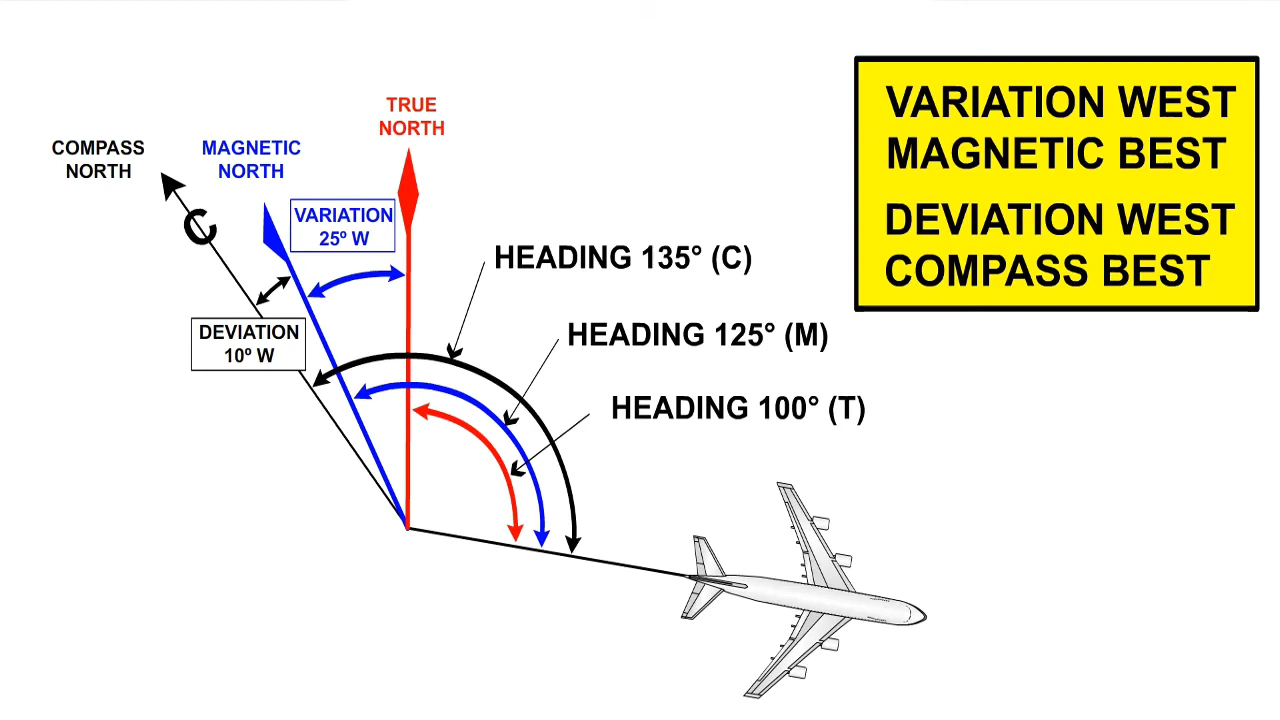 TRUE
NORTH
COMPASS
NORTH
MAGNETIC
NORTH
C
VARIATION
25º W
DEVIATION
10º W
HEADING 135° (C)
HEADING 125° (M)
HEADING 100° (T)
VARIATION WEST
MAGNETIC BEST
DEVIATION WEST
COMPASS BEST